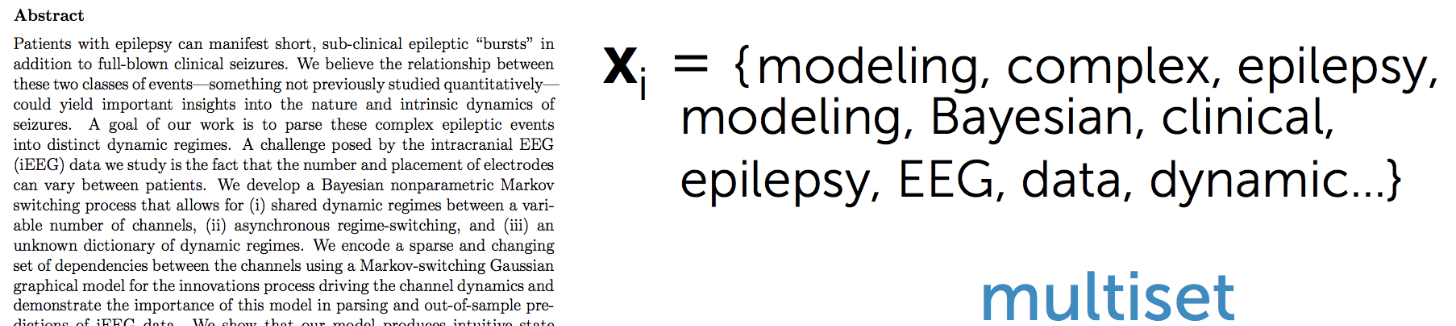 Abstract
Patients with epilepsy can manifest short, sub-clinical epileptic “bursts” in
addition to full-blown clinical seizures. We believe the relationship between
these two classes of events—something not previously studied quantitatively—
could yield important insights into the nature and intrinsic dynamics of
seizures. A goal of our work is to parse these complex epileptic events
into distinct dynamic regimes. A challenge posed by the intracranial EEG
(iEEG) data we study is the fact that the number and placement of electrodes
can vary between patients. We develop a Bayesian nonparametric Markov
switching process that allows for (i) shared dynamic regimes between a vari-
able number of channels, (ii) asynchronous regime-switching, and (iii) an
unknown dictionary of dynamic regimes. We encode a sparse and changing
set of dependencies between the channels using a Markov-switching Gaussian
graphical model for the innovations process driving the channel dynamics and
demonstrate the importance of this model in parsing and out-of-sample pre-
dictions of iEEG data. We show that our model produces intuitive state
xi = {modeling, complex, epilepsy,
modeling, Bayesian, clinical,
epilepsy, EEG, data, dynamic...}
multiset